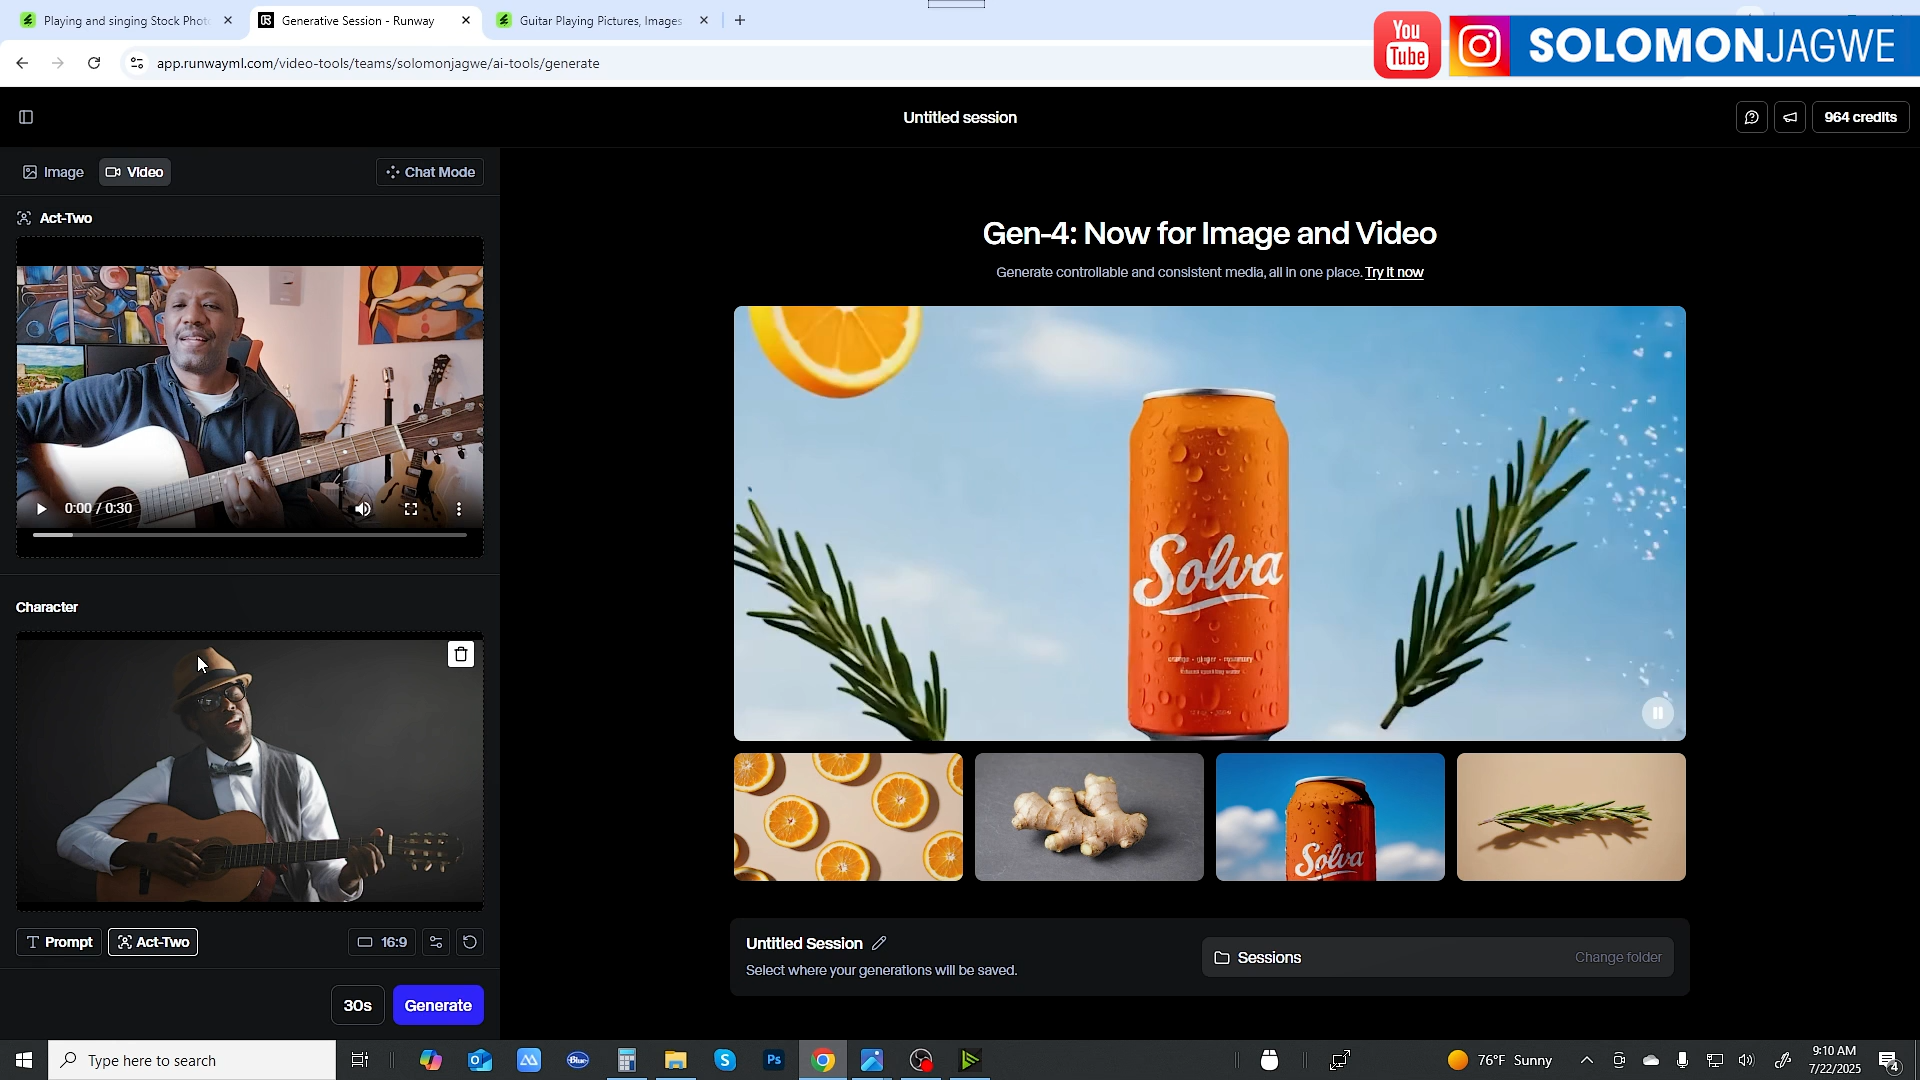 Playing and singing Stock Phot
Generative Session - Runway
Guitar Playing Pictures, Images
You
Tube
SOLOMONJAGWE
app.runwayml.com/video-tools/teams/solomonjagwe/ai-tools/generate
Untitled session
964 credits
Image
Video
Chat Mode
Act-Two
Gen-4: Now for Image and Video
Generate controllable and consistent media, all in one place. Try it now
0:00 / 0:30
Solva
Character
Solva
T Prompt
Act-Two
16:9
Untitled Session
Select where your generations will be saved.
Sessions
Change folder
30s
Generate
Type here to search
Blue
Ps
76°F Sunny
9:10 AM
7/22/2025
4